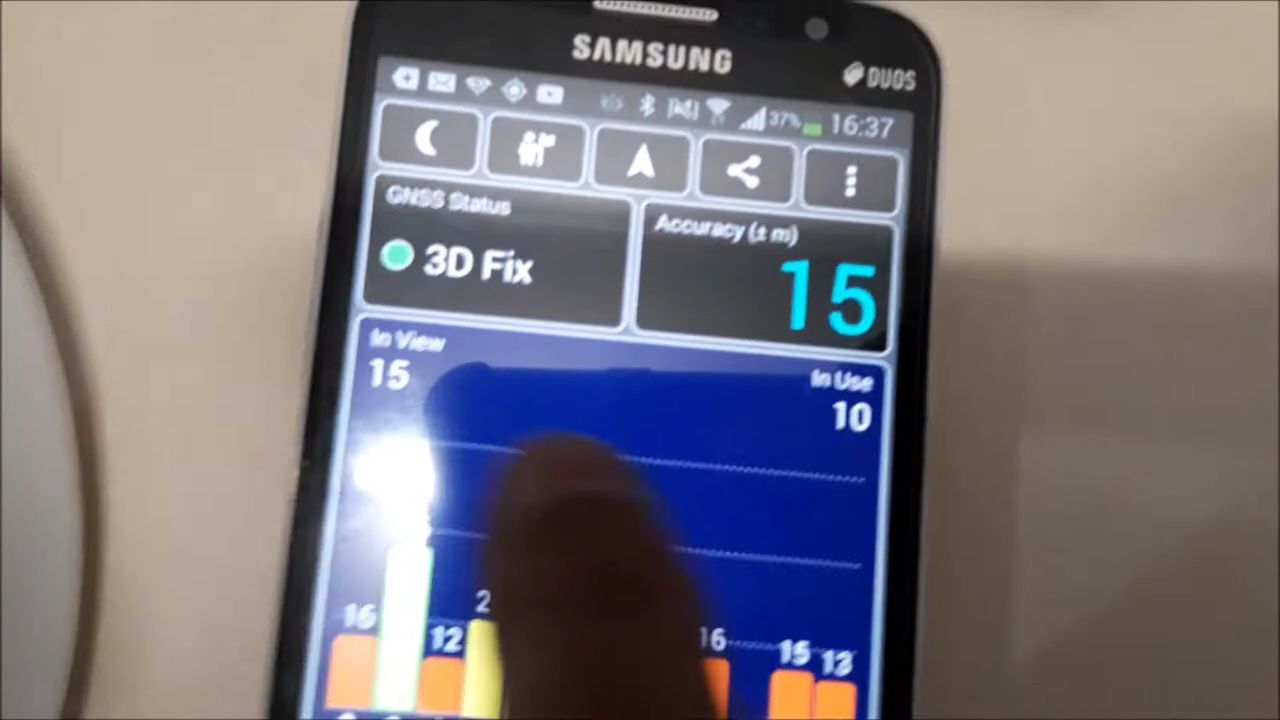 SAMSUNG
DUOS
37% 16:37
GNSS Status
3D Fix
Accuracy (± m)
15
In View
15
In Use
10
16
12
2
16
15
13